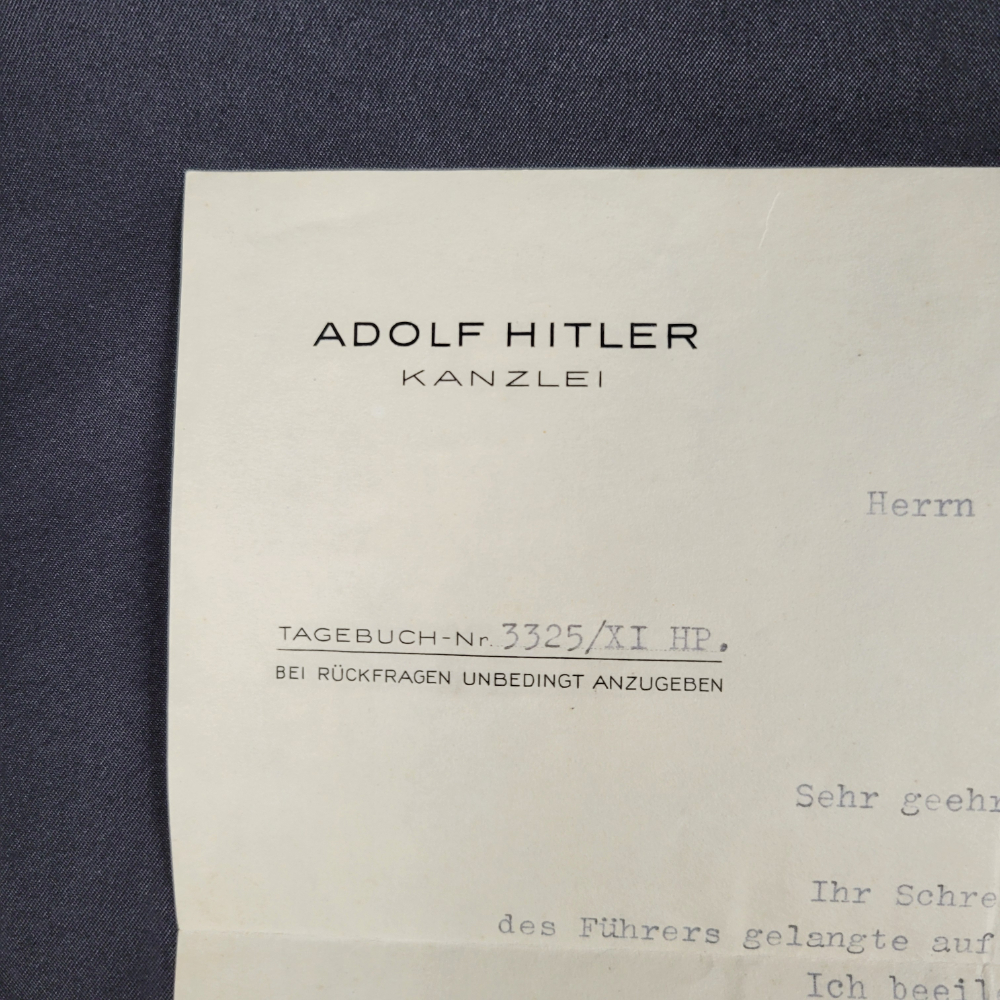 ADOLF HITLER
KANZLEI
Herrn
TAGEBUCH-Nr. 3325/XI HP.
BEI RÜCKFRAGEN UNBEDINGT ANZUGEBEN
Sehr geehr
Ihr Schre
des Führers gelangte auf
Ich beeil